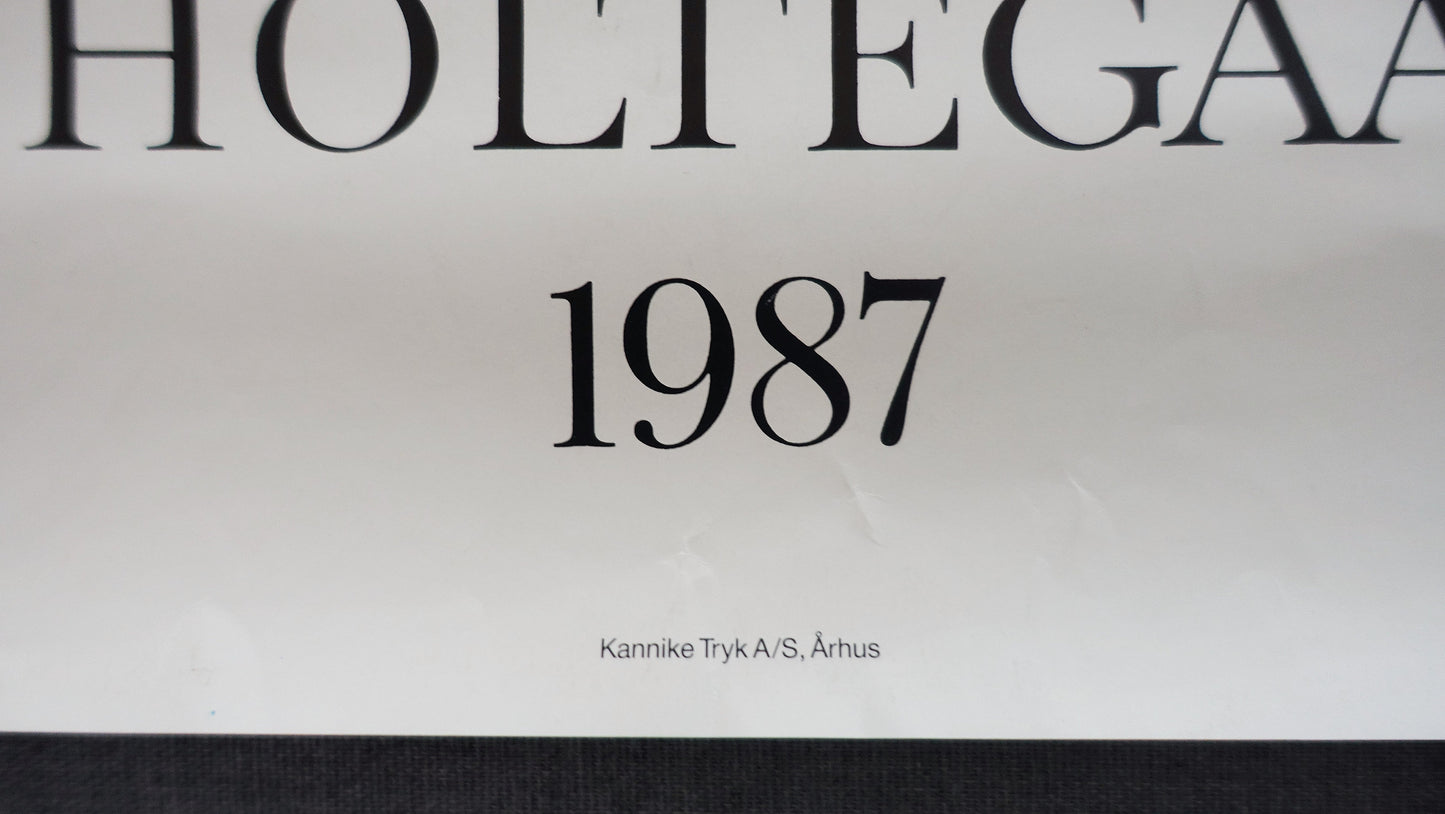 HOLTEGAA
1987
Kannike Tryk A/S, Århus